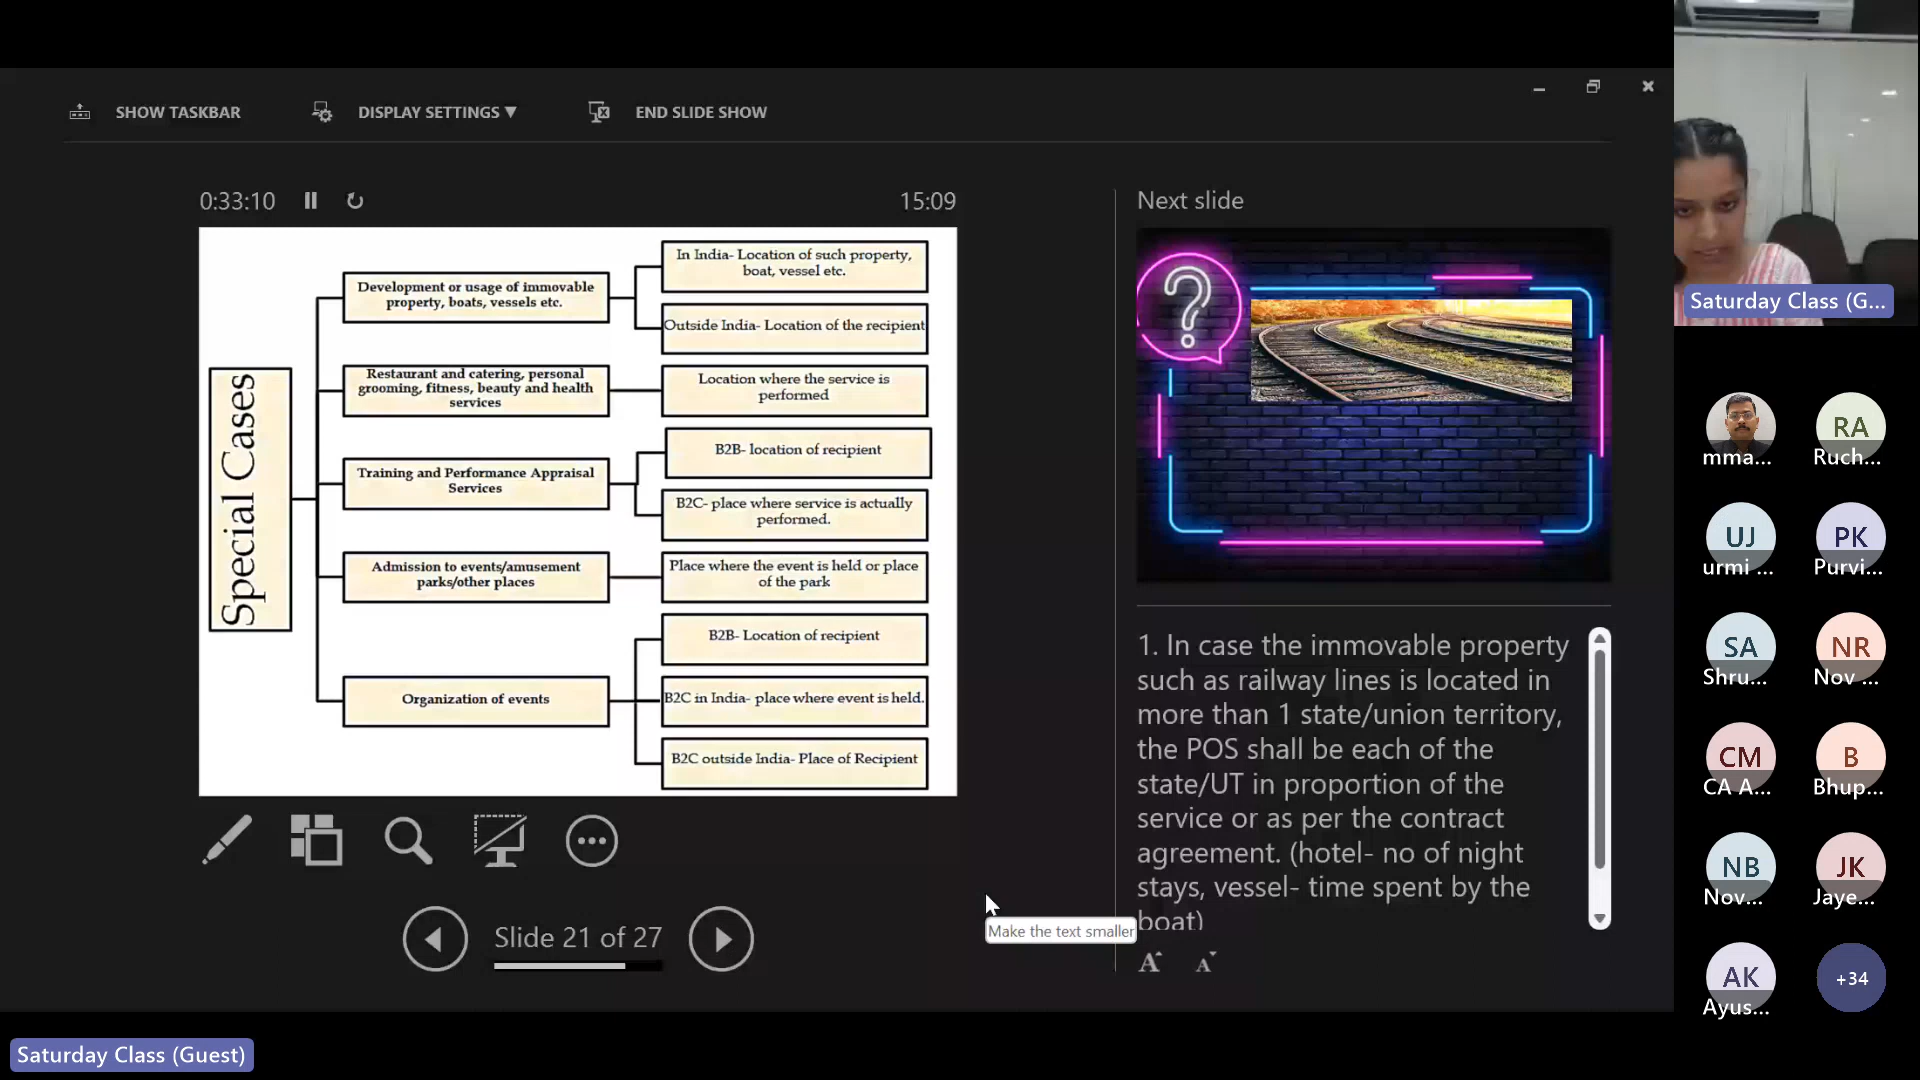 SHOW TASKBAR
DISPLAY SETTINGS ▼
END SLIDE SHOW
0:33:10
15:09
Special Cases
Development or usage of immovable
property, boats, vessels etc.
In India- Location of such property,
boat, vessel etc.
Outside India- Location of the recipient
Restaurant and catering, personal
grooming, fitness, beauty and health
services
Location where the service is
performed
Training and Performance Appraisal
Services
B2B- location of recipient
B2C- place where service is actually
performed.
Admission to events/amusement
parks/other places
Place where the event is held or place
of the park
Organization of events
B2B- Location of recipient
B2C in India- place where event is held.
B2C outside India- Place of Recipient
Slide 21 of 27
Next slide
?
1. In case the immovable property
such as railway lines is located in
more than 1 state/union territory,
the POS shall be each of the
state/UT in proportion of the
service or as per the contract
agreement. (hotel- no of night
stays, vessel- time spent by the
boat)
Make the text smaller
A A
Saturday Class (G...
mma...
RA
Ruch...
UJ
urmi ...
PK
Purvi...
SA
Shru...
NR
Nov ...
CM
CA A...
B
Bhup...
NB
Nov...
JK
Jaye...
AK
Ayus...
+34
Saturday Class (Guest)